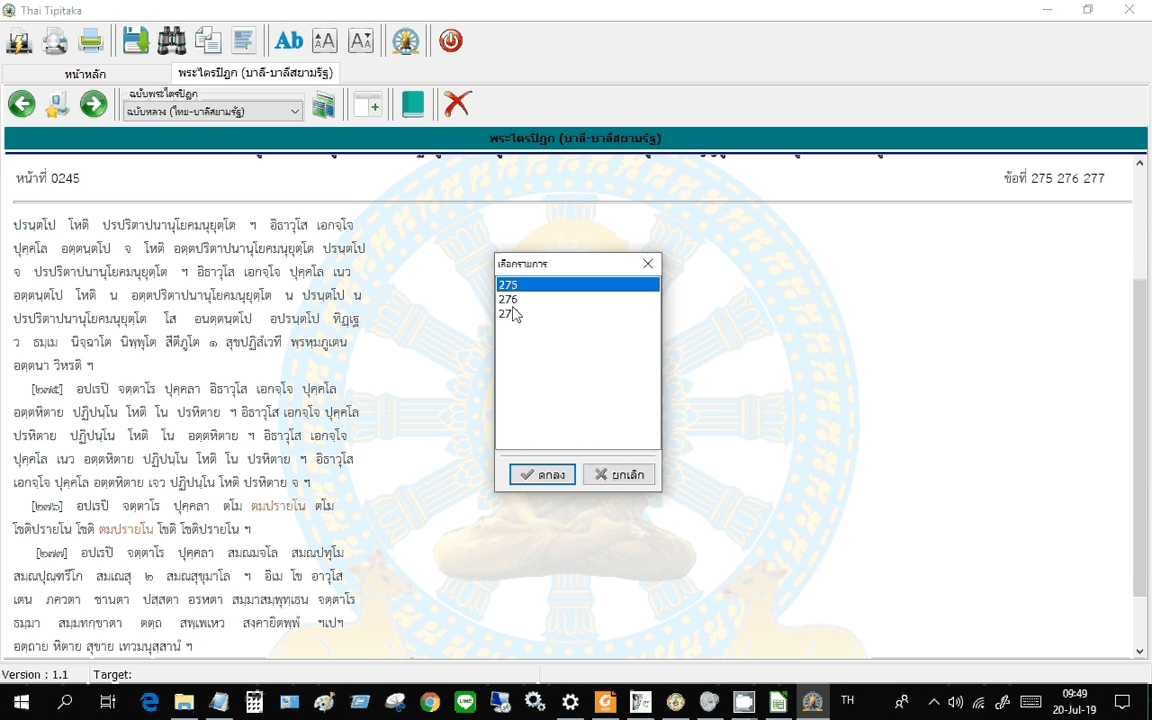 Thai Tipitaka
Ab
AA
AA
หน้าหลัก
พระไตรปิฎก (บาลี-บาลีสยามรัฐ)
ฉบับพระไตรปิฎก
ฉบับหลวง (ไทย-บาลีสยามรัฐ)
พระไตรปิฎก (บาลี-บาลีสยามรัฐ)
หน้าที่ 0245
ข้อที่ 275 276 277
ปรนฺตโป โหติ ปรปริตาปนานุโยคมนุยุตฺโต ฯ อิธาวุโส เอกจฺโจ
ปุคฺคโล อตฺตนฺตโป จ โหติ อตฺตปริตาปนานุโยคมนุยุตฺโต ปรนฺตโป
จ ปรปริตาปนานุโยคมนุยุตฺโต ฯ อิธาวุโส เอกจฺโจ ปุคฺคโล เนว
อตฺตนฺตโป โหติ น อตฺตปริตาปนานุโยคมนุยุตฺโต น ปรนฺตโป น
ปรปริตาปนานุโยคมนุยุตฺโต โส อนตฺตนฺตโป อปรนฺตโป ทิฏฺเฐ
ว ธมฺเม นิจฺฉาโต นิพฺพุโต สีตีภูโต ๑ สุขปฏิสํเวที พฺรหฺมภูเตน
อตฺตนา วิหรติ ฯ
[๒๗๕] อปเรปิ จตฺตาโร ปุคฺคลา อิธาวุโส เอกจฺโจ ปุคฺคโล
อตฺตหิตาย ปฏิปนฺโน โหติ โน ปรหิตาย ฯ อิธาวุโส เอกจฺโจ ปุคฺคโล
ปรหิตาย ปฏิปนฺโน โหติ โน อตฺตหิตาย ฯ อิธาวุโส เอกจฺโจ
ปุคฺคโล เนว อตฺตหิตาย ปฏิปนฺโน โหติ โน ปรหิตาย ฯ อิธาวุโส
เอกจฺโจ ปุคฺคโล อตฺตหิตาย เจว ปฏิปนฺโน โหติ ปรหิตาย จ ฯ
[๒๗๖] อปเรปิ จตฺตาโร ปุคฺคลา ตโม ตมปรายโน ตโม
โชติปรายโน โชติ ตมปรายโน โชติ โชติปรายโน ฯ
[๒๗๗] อปเรปิ จตฺตาโร ปุคฺคลา สมณมจโล สมณปทุโม
สมณปุณฺฑรีโก สมเณสุ ๒ สมณสุขุมาโล ฯ อิเม โข อาวุโส
เตน ภควตา ชานตา ปสฺสตา อรหตา สมฺมาสมฺพุทฺเธน จตฺตาโร
ธมฺมา สมฺมทกฺขาตา ตตฺถ สพฺเพเหว สงฺคายิตพฺพํ ฯเปฯ
อตฺถาย หิตาย สุขาย เทวมนุสฺสานํ ฯ
เลือกรายการ
275
276
27
ตกลง
ยกเลิก
Version : 1.1
Target:
TH
09:49
20-Jul-19